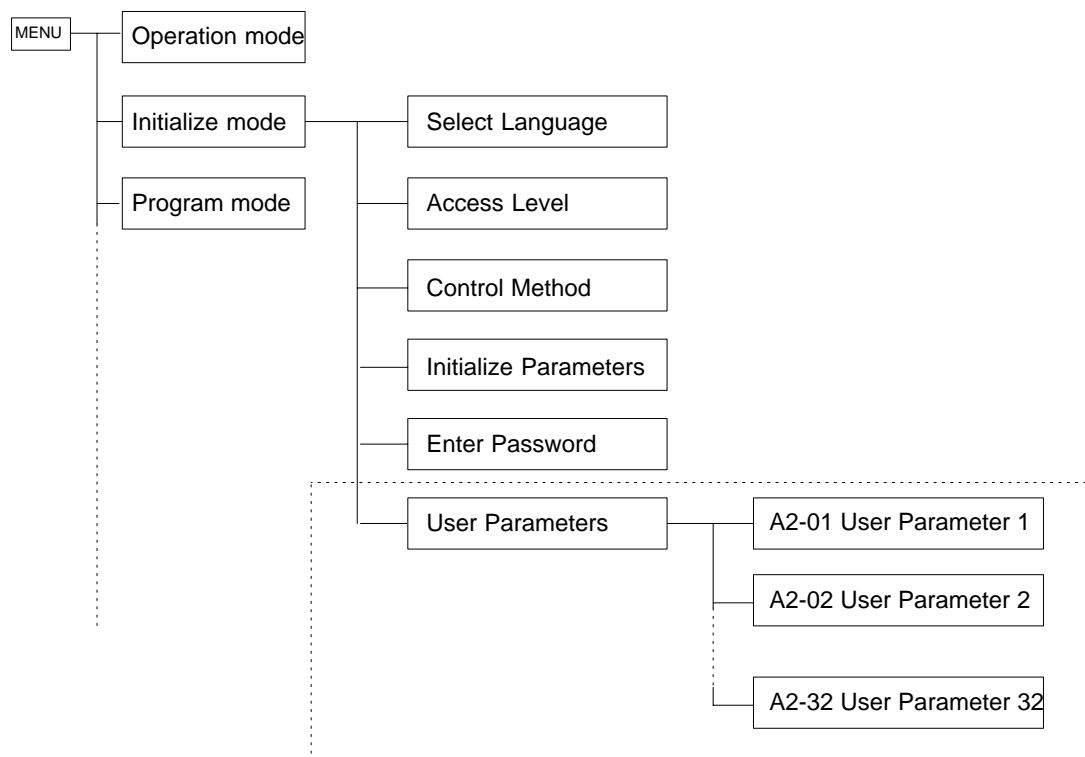 MENU
Operation mode
Initialize mode
Select Language
Program mode
Access Level
Control Method
Initialize Parameters
Enter Password
User Parameters
A2-01 User Parameter 1
A2-02 User Parameter 2
A2-32 User Parameter 32